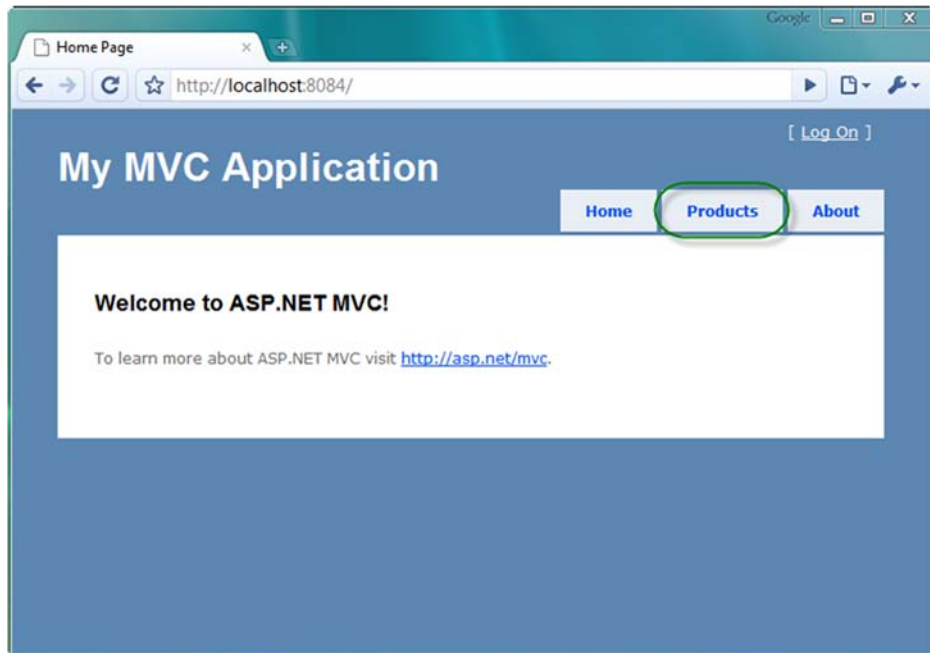 Google
Home Page
http://localhost:8084/
[ Log On ]
My MVC Application
Home Products About
Welcome to ASP.NET MVC!
To learn more about ASP.NET MVC visit http://asp.net/mvc.